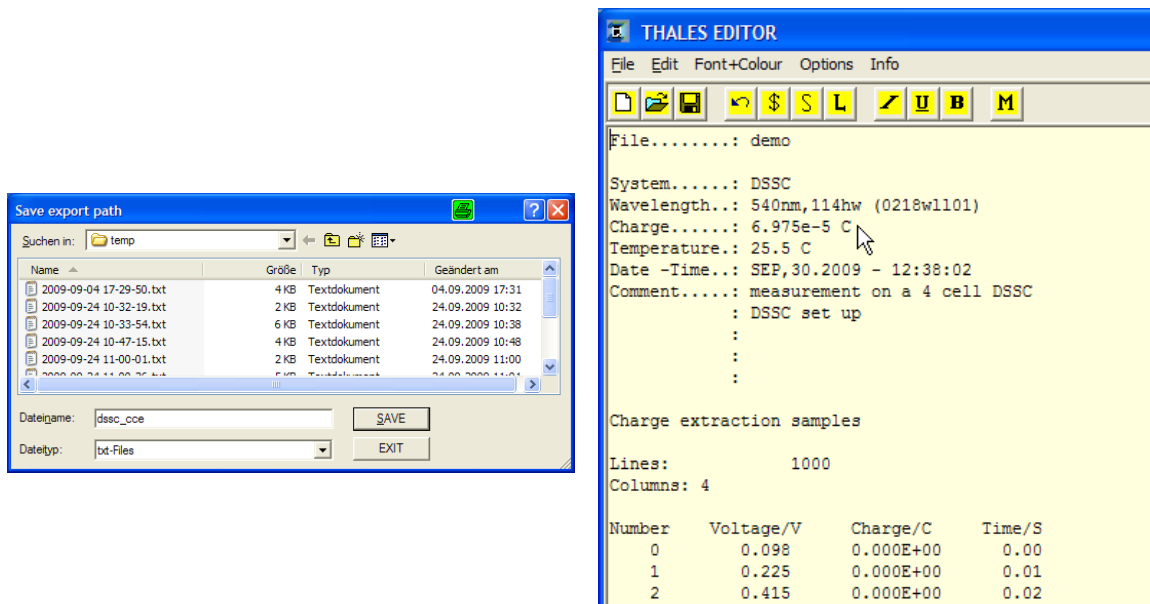 Save export path
Suchen in: temp
Name Größe Typ Geändert am
2009-09-04 17-29-50.txt 4 KB Textdokument 04.09.2009 17:31
2009-09-24 10-32-19.txt 2 KB Textdokument 24.09.2009 10:32
2009-09-24 10-33-54.txt 6 KB Textdokument 24.09.2009 10:38
2009-09-24 10-47-15.txt 4 KB Textdokument 24.09.2009 10:48
2009-09-24 11-00-01.txt 2 KB Textdokument 24.09.2009 11:00
Dateiname: dssc_cce SAVE
Dateityp: txt-Files EXIT
THALES EDITOR
File Edit Font+Colour Options Info
$ S L I U B M
File........: demo
System......: DSSC
Wavelength..: 540nm,114hw (0218wll01)
Charge......: 6.975e-5 C
Temperature.: 25.5 C
Date -Time..: SEP,30.2009 - 12:38:02
Comment.....: measurement on a 4 cell DSSC
: DSSC set up
:
:
:
Charge extraction samples
Lines: 1000
Columns: 4
Number Voltage/V Charge/C Time/S
0 0.098 0.000E+00 0.00
1 0.225 0.000E+00 0.01
2 0.415 0.000E+00 0.02